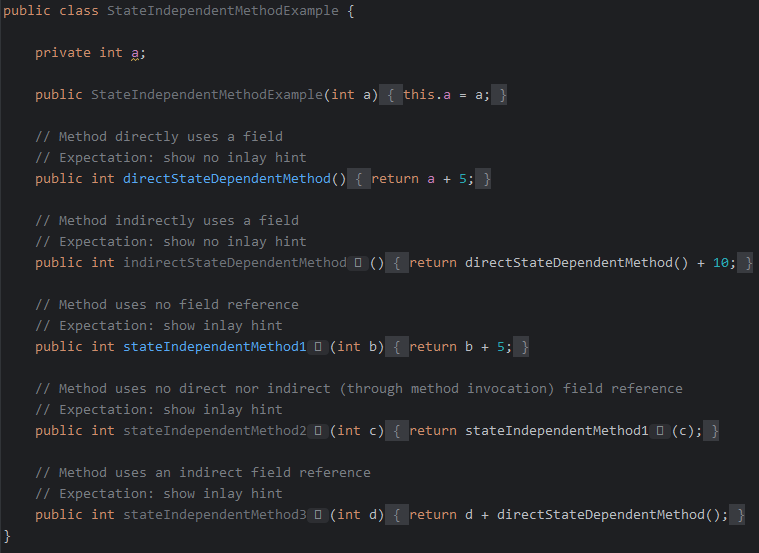 public class StateIndependentMethodExample {
private int a;
public StateIndependentMethodExample(int a) { this.a = a; }
// Method directly uses a field
// Expectation: show no inlay hint
public int directStateDependentMethod() { return a + 5; }
// Method indirectly uses a field
// Expectation: show no inlay hint
public int indirectStateDependentMethod▯() { return directStateDependentMethod() + 10; }
// Method uses no field reference
// Expectation: show inlay hint
public int stateIndependentMethod1▯(int b) { return b + 5; }
// Method uses no direct nor indirect (through method invocation) field reference
// Expectation: show inlay hint
public int stateIndependentMethod2▯(int c) { return stateIndependentMethod1▯(c); }
// Method uses an indirect field reference
// Expectation: show inlay hint
public int stateIndependentMethod3▯(int d) { return d + directStateDependentMethod(); }
}